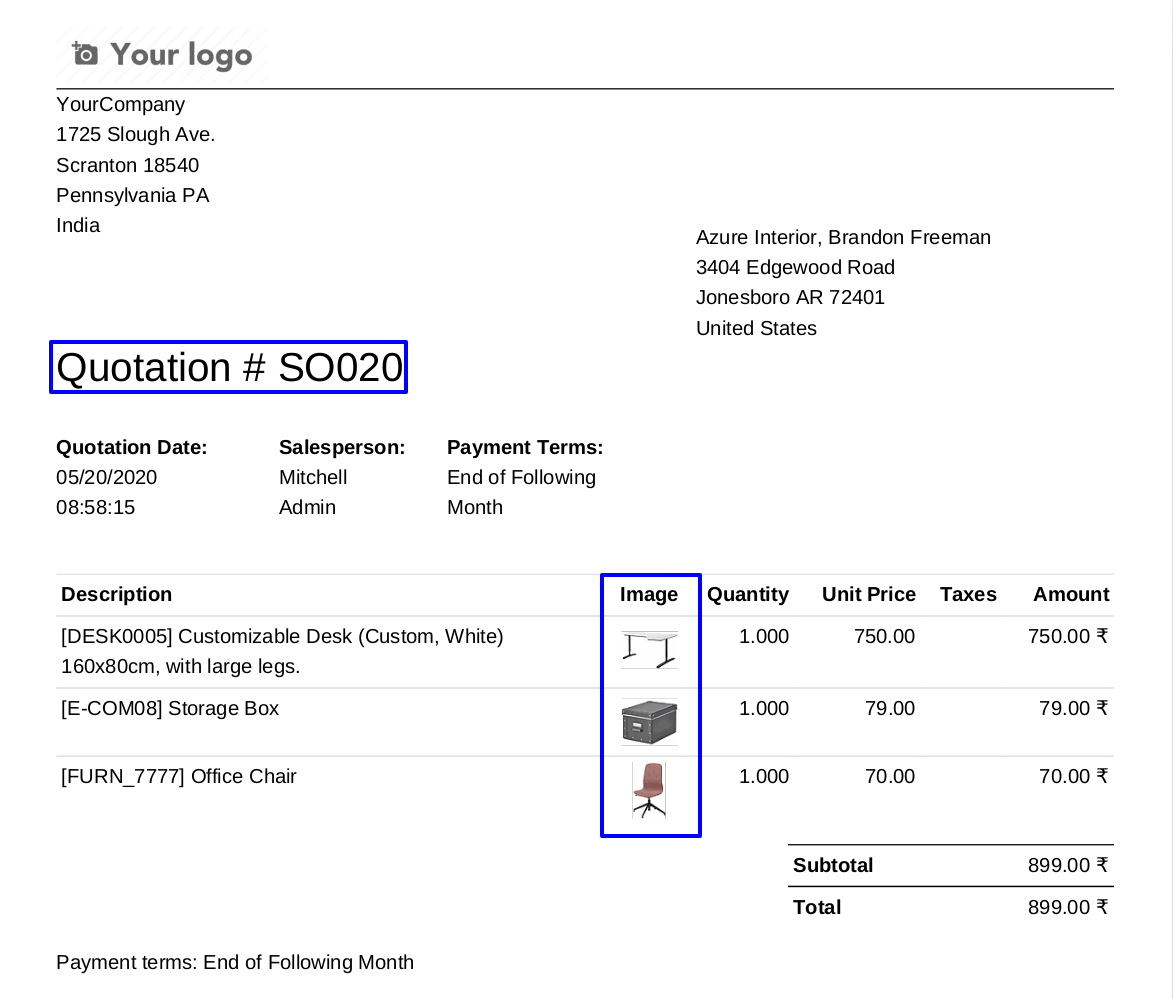 Your logo
YourCompany
1725 Slough Ave.
Scranton 18540
Pennsylvania PA
India
Azure Interior, Brandon Freeman
3404 Edgewood Road
Jonesboro AR 72401
United States
Quotation # SO020
Quotation Date: Salesperson: Payment Terms:
05/20/2020 Mitchell End of Following
08:58:15 Admin Month
Description Image Quantity Unit Price Taxes Amount
[DESK0005] Customizable Desk (Custom, White) 1.000 750.00 750.00 ₹
160x80cm, with large legs.
[E-COM08] Storage Box 1.000 79.00 79.00 ₹
[FURN_7777] Office Chair 1.000 70.00 70.00 ₹
Subtotal 899.00 ₹
Total 899.00 ₹
Payment terms: End of Following Month